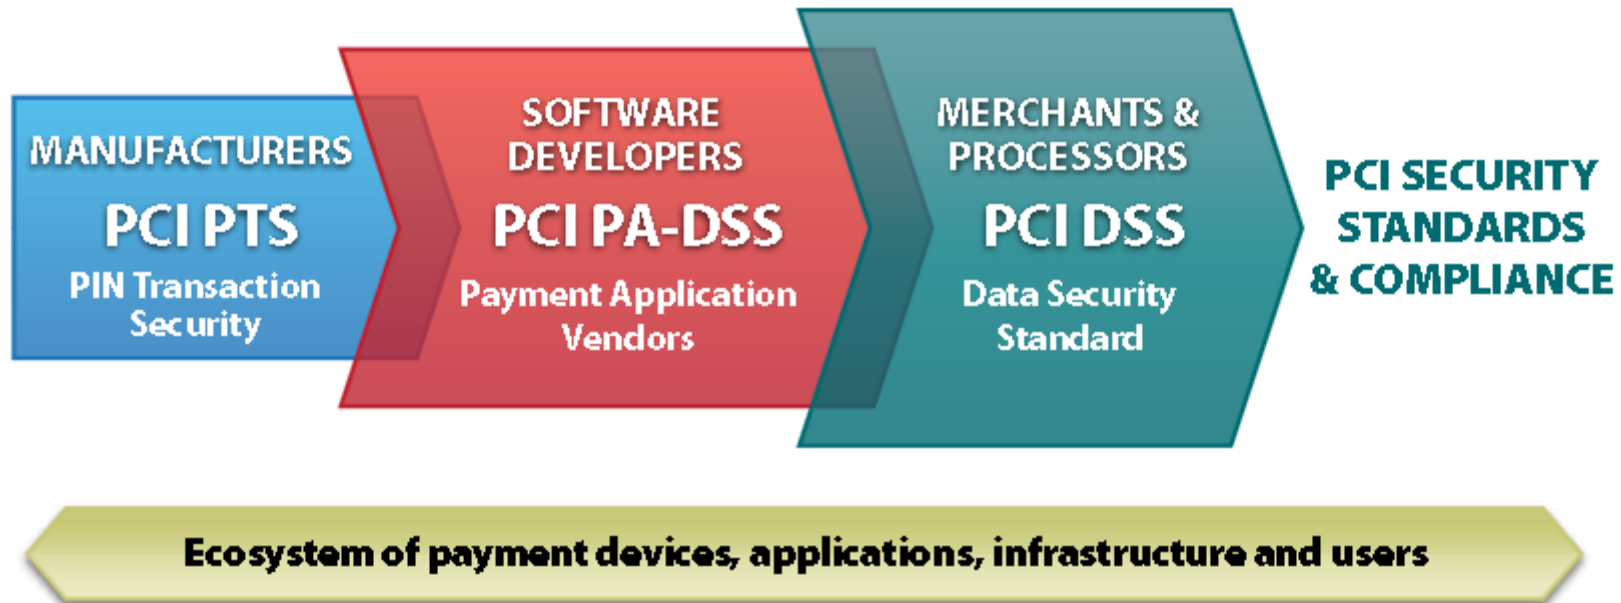 MANUFACTURERS
PCI PTS
PIN Transaction
Security
SOFTWARE
DEVELOPERS
PCI PA-DSS
Payment Application
Vendors
MERCHANTS &
PROCESSORS
PCI DSS
Data Security
Standard
PCI SECURITY
STANDARDS
& COMPLIANCE
Ecosystem of payment devices, applications, infrastructure and users